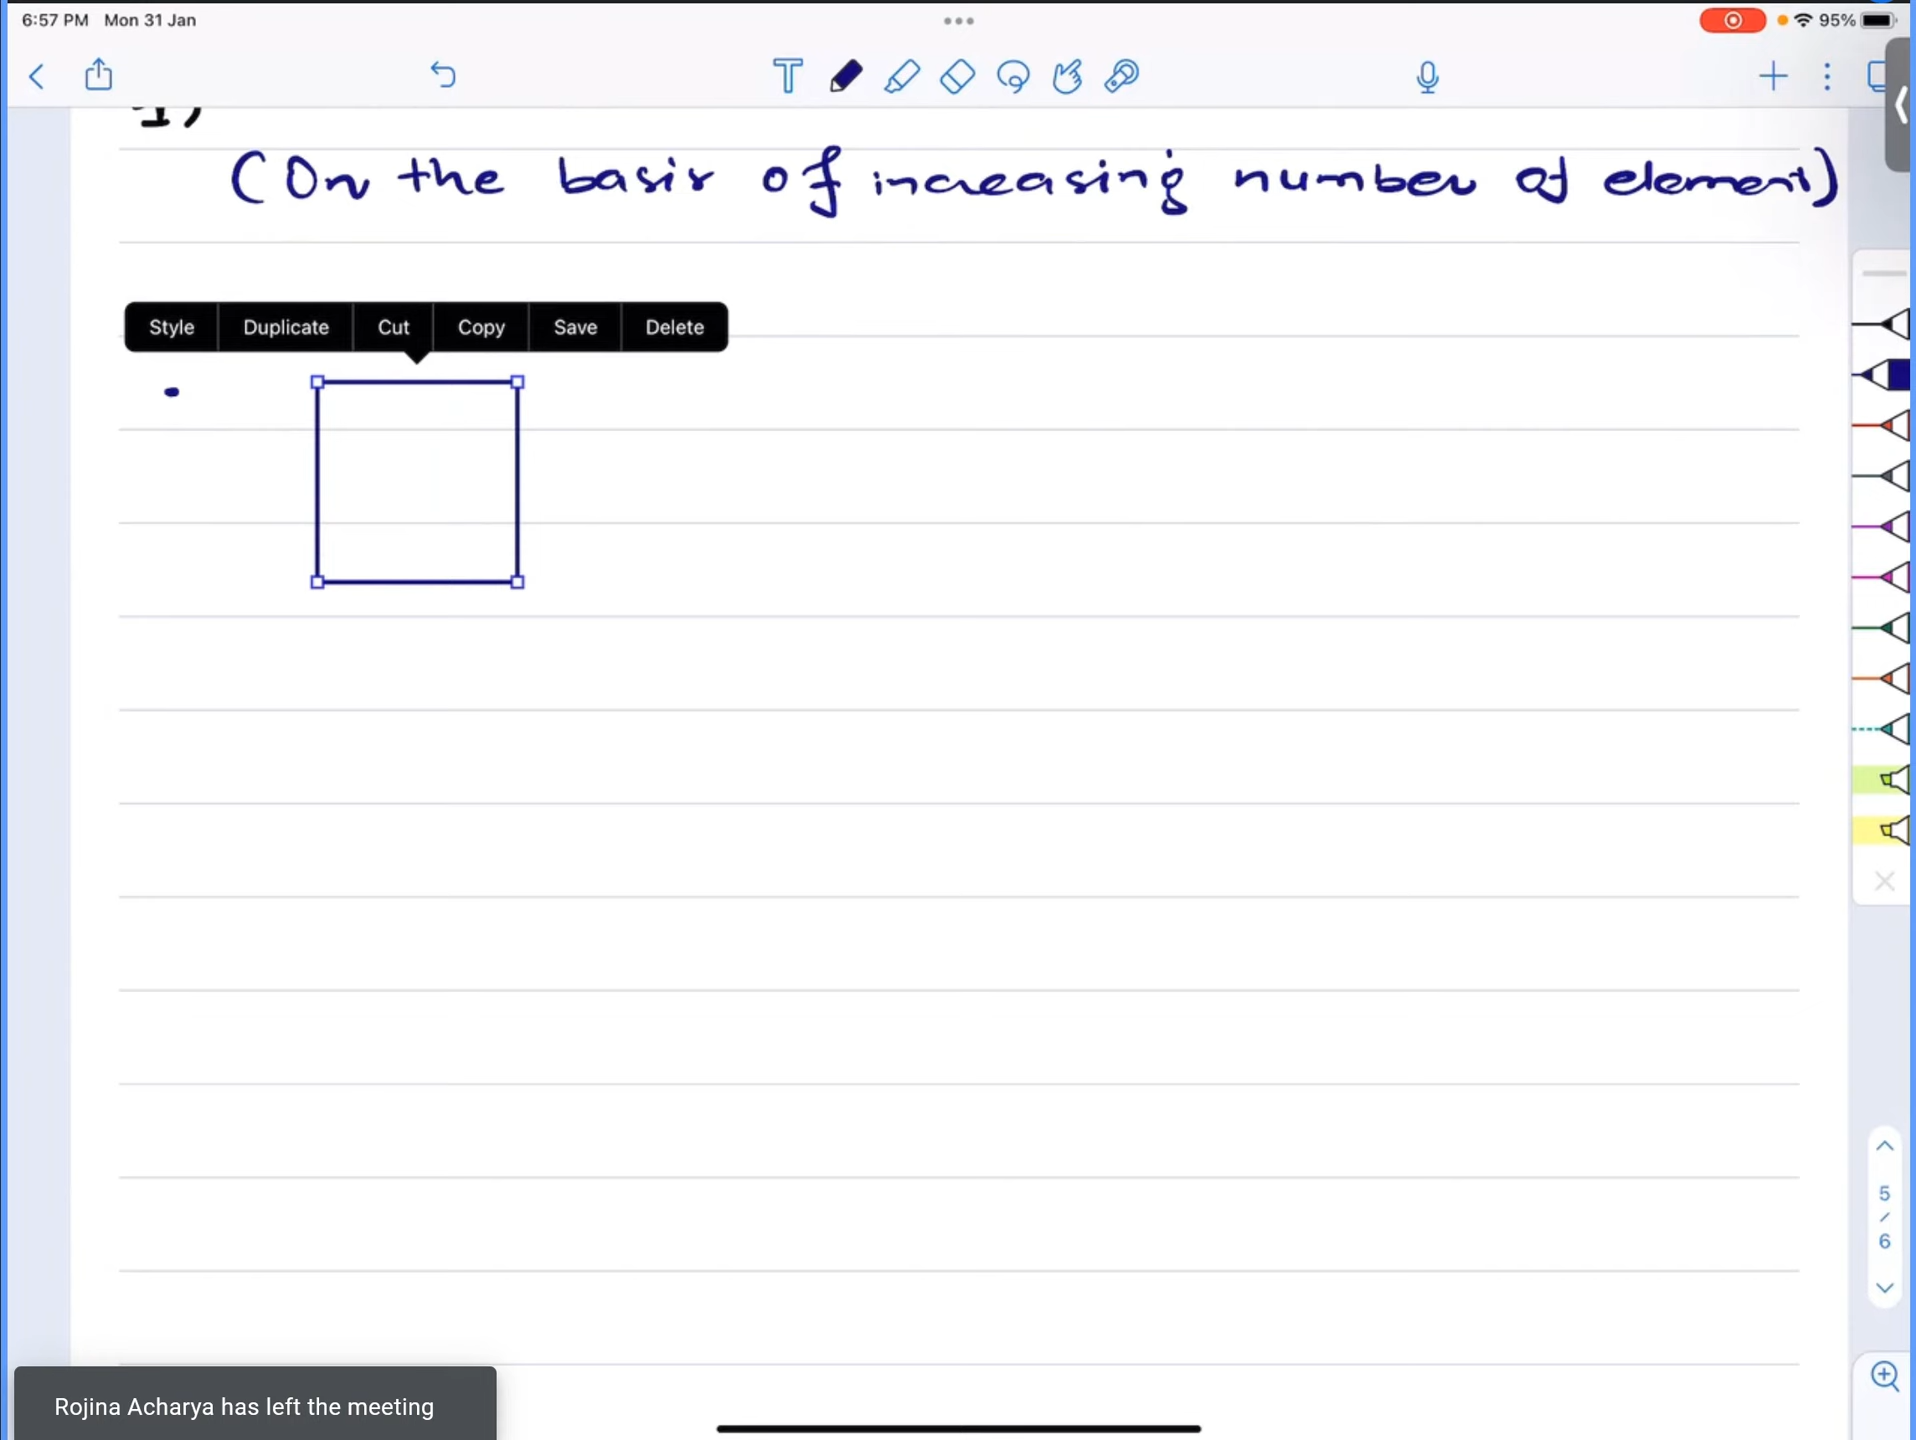 6:57 PM Mon 31 Jan
95%
1)
(On the basis of increasing number of element)
Style Duplicate Cut Copy Save Delete
5
/
6
Rojina Acharya has left the meeting